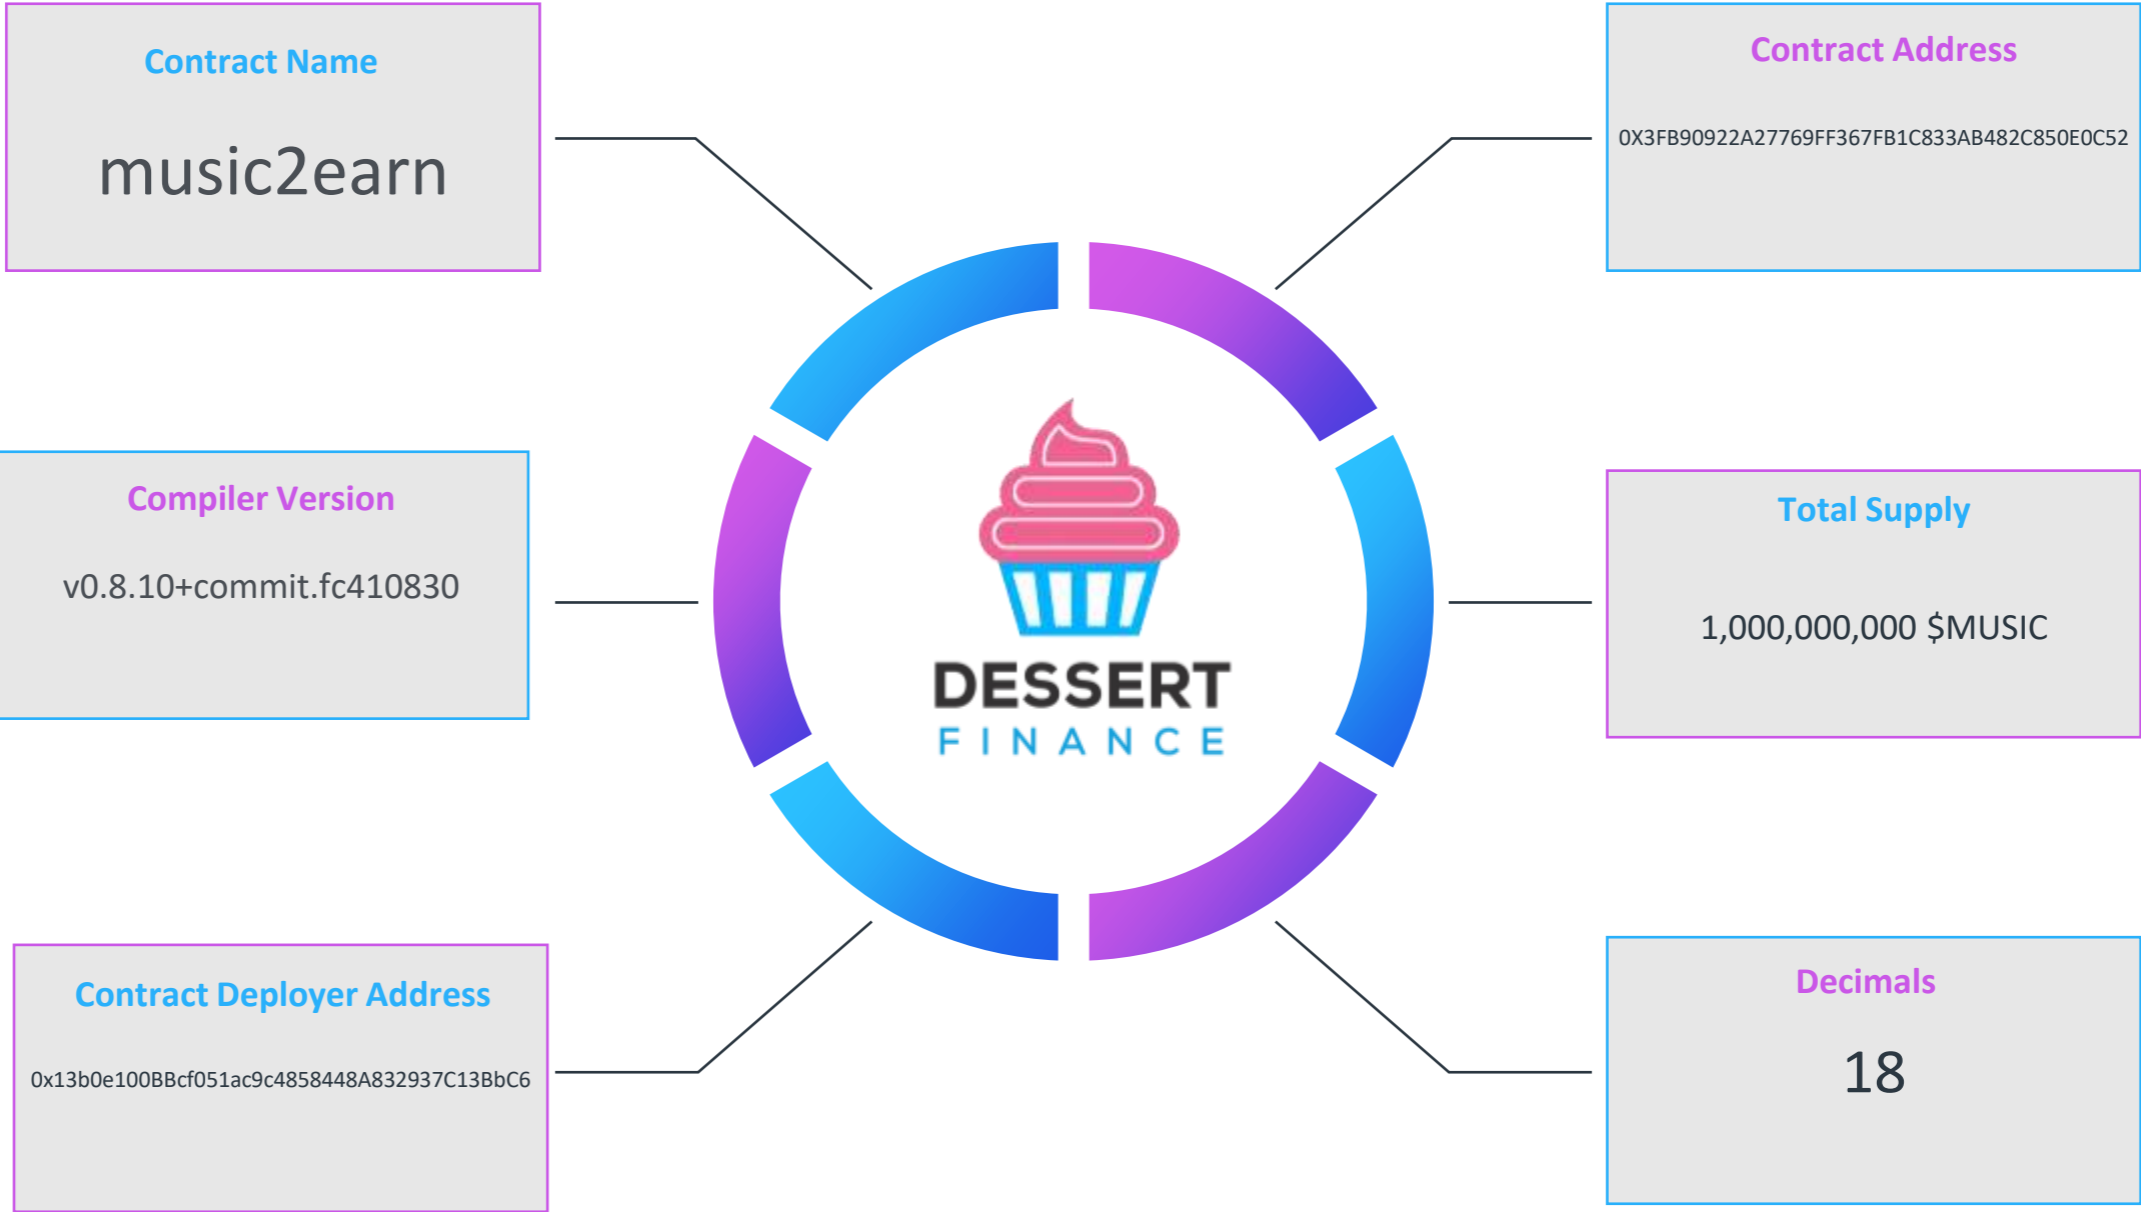 Contract Name
music2earn
Contract Address
0X3FB90922A27769FF367FB1C833AB482C850E0C52
Compiler Version
v0.8.10+commit.fc410830
DESSERT
FINANCE
Total Supply
1,000,000,000 $MUSIC
Contract Deployer Address
0x13b0e100BBcf051ac9c4858448A832937C13BbC6
Decimals
18